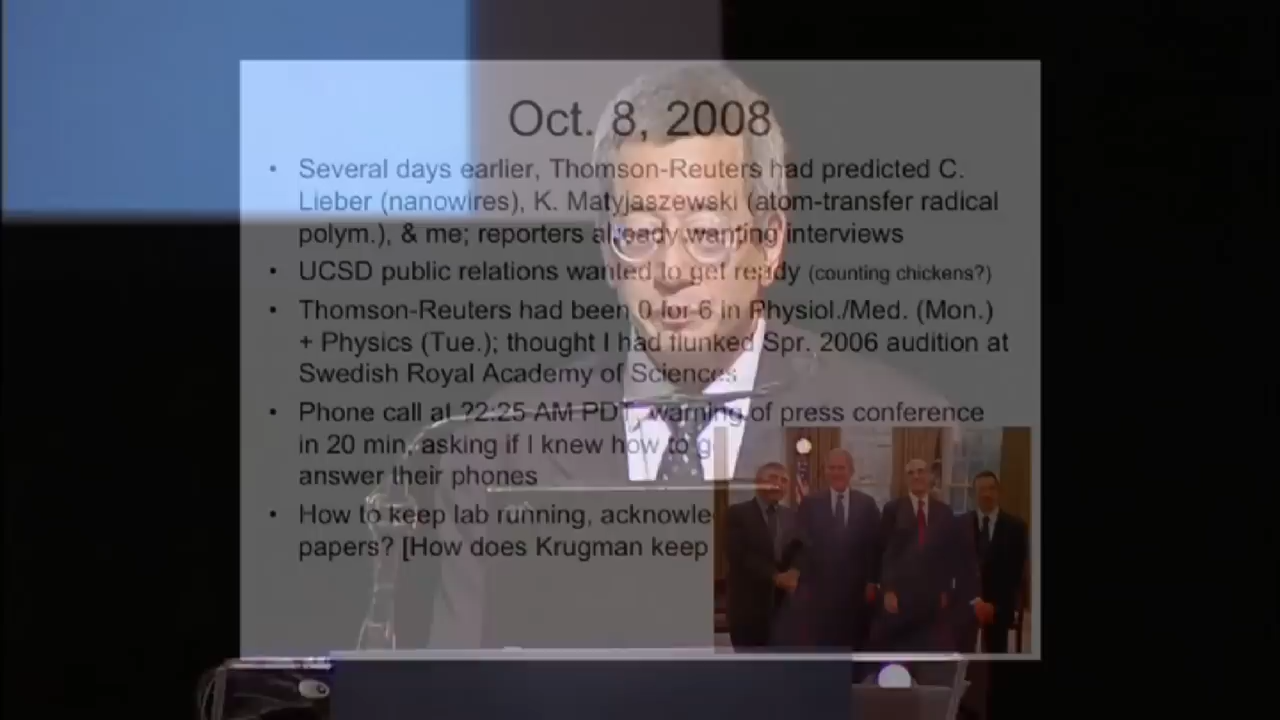 Oct. 8, 2008
• Several days earlier, Thomson-Reuters had predicted C.
Lieber (nanowires), K. Matyjaszewski (atom-transfer radical
polym.), & me; reporters already wanting interviews
• UCSD public relations wanted to get ready (counting chickens?)
• Thomson-Reuters had been 0 for 6 in Physiol./Med. (Mon.)
+ Physics (Tue.); thought I had flunked Spr. 2006 audition at
Swedish Royal Academy of Sciences
• Phone call at ?2:25 AM PDT, warning of press conference
in 20 min, asking if I knew how to g
answer their phones
• How to keep lab running, acknowle
papers? [How does Krugman keep